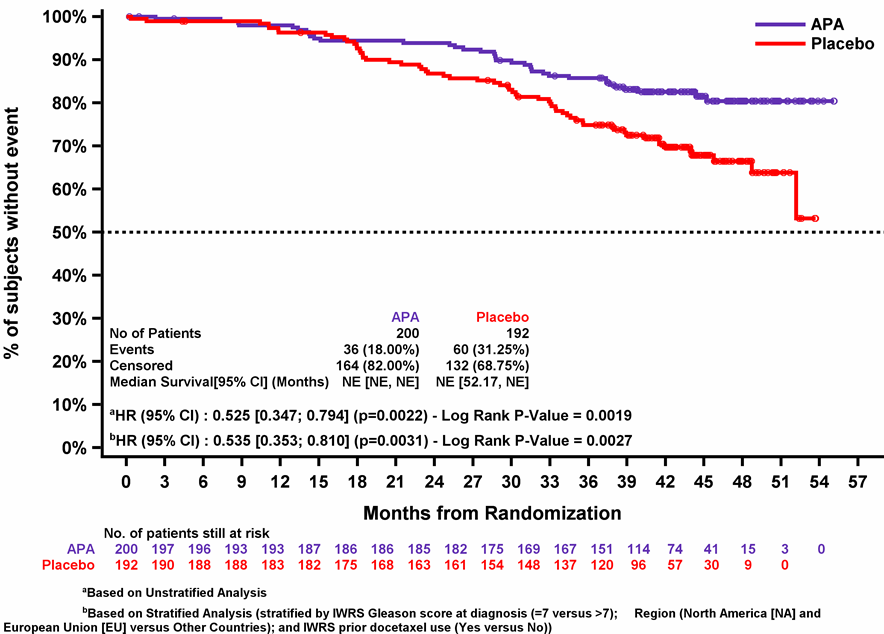 APA
Placebo
% of subjects without event
100%
90%
80%
70%
60%
50%
40%
30%
20%
10%
0%
APA Placebo
No of Patients 200 192
Events 36 (18.00%) 60 (31.25%)
Censored 164 (82.00%) 132 (68.75%)
Median Survival[95% CI] (Months) NE [NE, NE] NE [52.17, NE]
aHR (95% CI) : 0.525 [0.347; 0.794] (p=0.0022) - Log Rank P-Value = 0.0019
bHR (95% CI) : 0.535 [0.353; 0.810] (p=0.0031) - Log Rank P-Value = 0.0027
0 3 6 9 12 15 18 21 24 27 30 33 36 39 42 45 48 51 54 57
Months from Randomization
No. of patients still at risk
APA 200 197 196 193 193 187 186 186 185 182 175 169 167 151 114 74 41 15 3 0
Placebo 192 190 188 188 183 182 175 168 163 161 154 148 137 120 96 57 30 9 0
aBased on Unstratified Analysis
bBased on Stratified Analysis (stratified by IWRS Gleason score at diagnosis (=7 versus >7); Region (North America [NA] and
European Union [EU] versus Other Countries); and IWRS prior docetaxel use (Yes versus No))